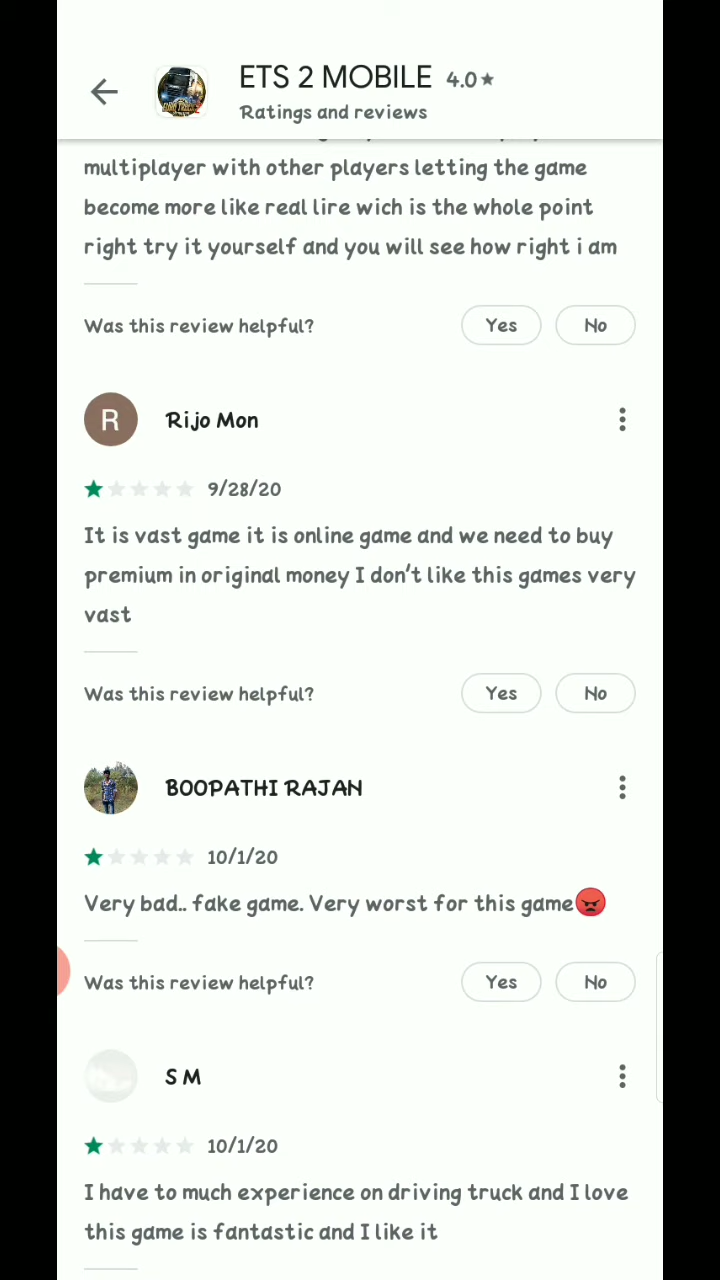 ETS 2 MOBILE 4.0★
Ratings and reviews
multiplayer with other players letting the game
become more like real lire wich is the whole point
right try it yourself and you will see how right i am
Was this review helpful? Yes No
R Rijo Mon
9/28/20
It is vast game it is online game and we need to buy
premium in original money I don't like this games very
vast
Was this review helpful? Yes No
BOOPATHI RAJAN
10/1/20
Very bad.. fake game. Very worst for this game😡
Was this review helpful? Yes No
S M
10/1/20
I have to much experience on driving truck and I love
this game is fantastic and I like it